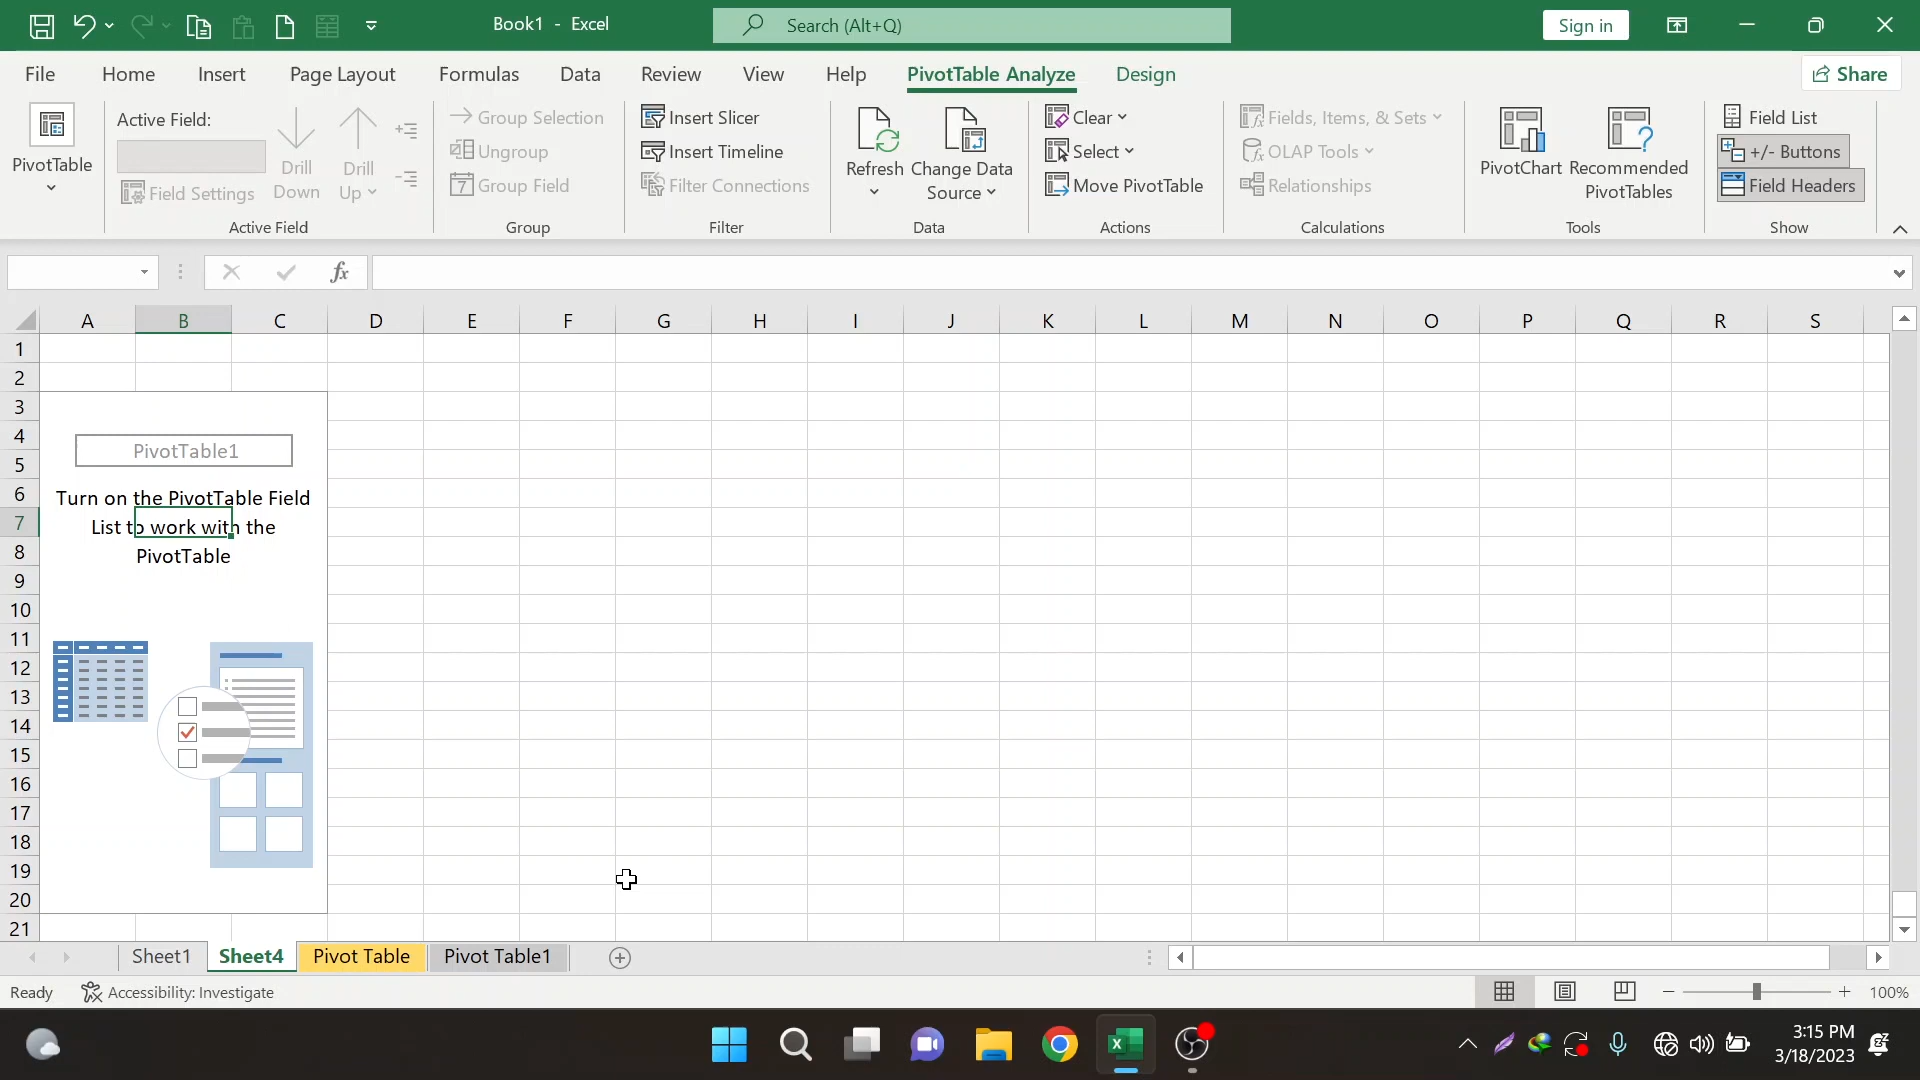 Book1 - Excel
Search (Alt+Q)
Sign in
File Home Insert Page Layout Formulas Data Review View Help PivotTable Analyze Design
Share
PivotTable
Active Field:
Field Settings
Drill Down
Drill Up
Active Field
Group Selection
Ungroup
7 Group Field
Group
Insert Slicer
Insert Timeline
Filter Connections
Filter
Refresh
Change Data Source
Data
Clear
Select
Move PivotTable
Actions
Fields, Items, & Sets
OLAP Tools
Relationships
Calculations
PivotChart
Recommended PivotTables
Tools
Field List
+/- Buttons
Field Headers
Show
fx
A B C D E F G H I J K L M N O P Q R S
1
2
3
4
5
6
7
8
9
10
11
12
13
14
15
16
17
18
19
20
21
PivotTable1
Turn on the PivotTable Field
List to work with the
PivotTable
Sheet1 Sheet4 Pivot Table Pivot Table1
Ready Accessibility: Investigate
100%
3:15 PM
3/18/2023